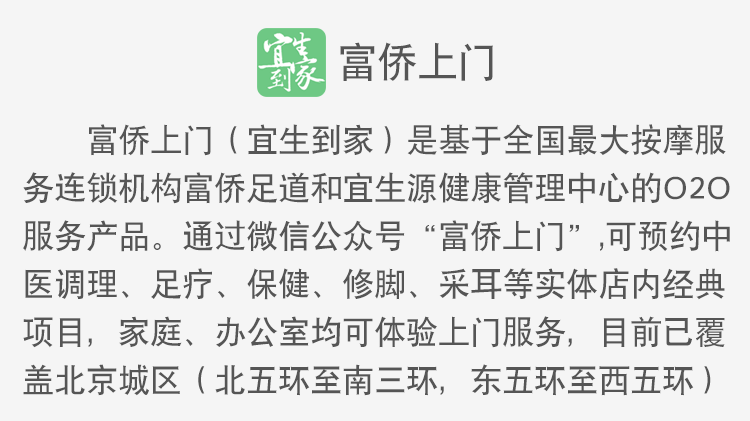 宜生到家
富侨上门
富侨上门（宜生到家）是基于全国最大按摩服
务连锁机构富侨足道和宜生源健康管理中心的O2O
服务产品。通过微信公众号“富侨上门”,可预约中
医调理、足疗、保健、修脚、采耳等实体店内经典
项目，家庭、办公室均可体验上门服务，目前已覆
盖北京城区（北五环至南三环，东五环至西五环）